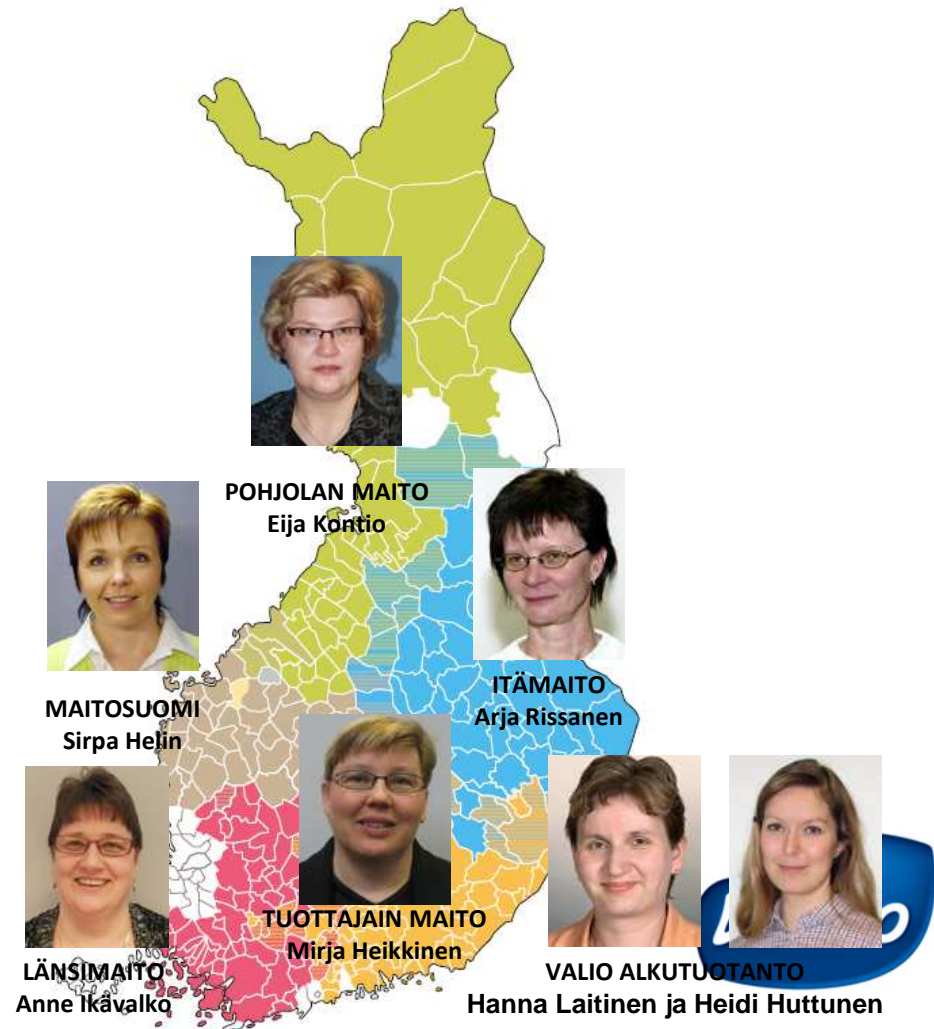 POHJOLAN MAITO
Eija Kontio
MAITOSUOMI
Sirpa Helin
ITÄMAITO
Arja Rissanen
TUOTTAJAIN MAITO
Mirja Heikkinen
LÄNSIMAITO
Anne Ikävalko
VALIO ALKUTUOTANTO
Hanna Laitinen ja Heidi Huttunen